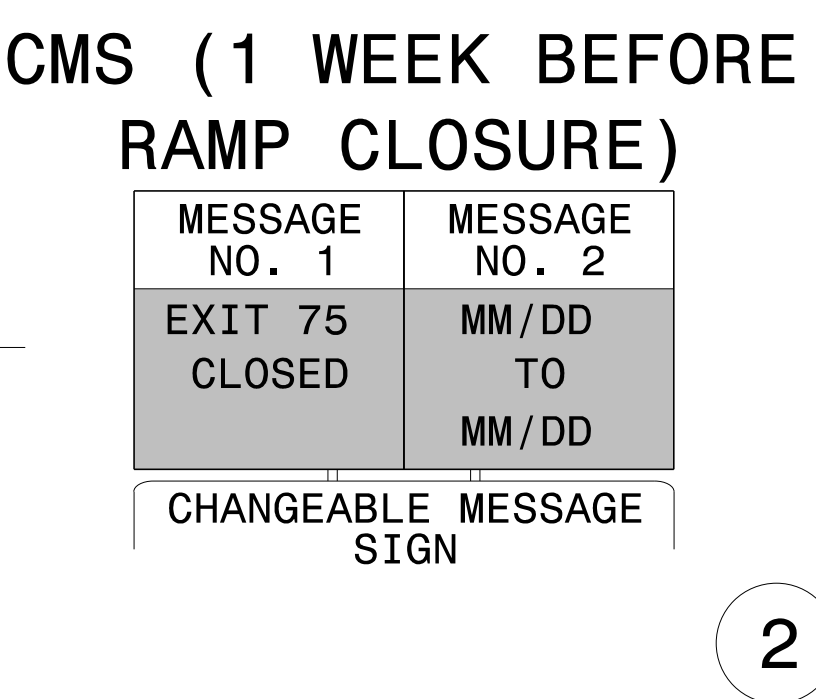 CMS (1 WEEK BEFORE
RAMP CLOSURE)
MESSAGE NO. 1
MESSAGE NO. 2
EXIT 75
CLOSED
MM/DD
TO
MM/DD
CHANGEABLE MESSAGE
SIGN
2